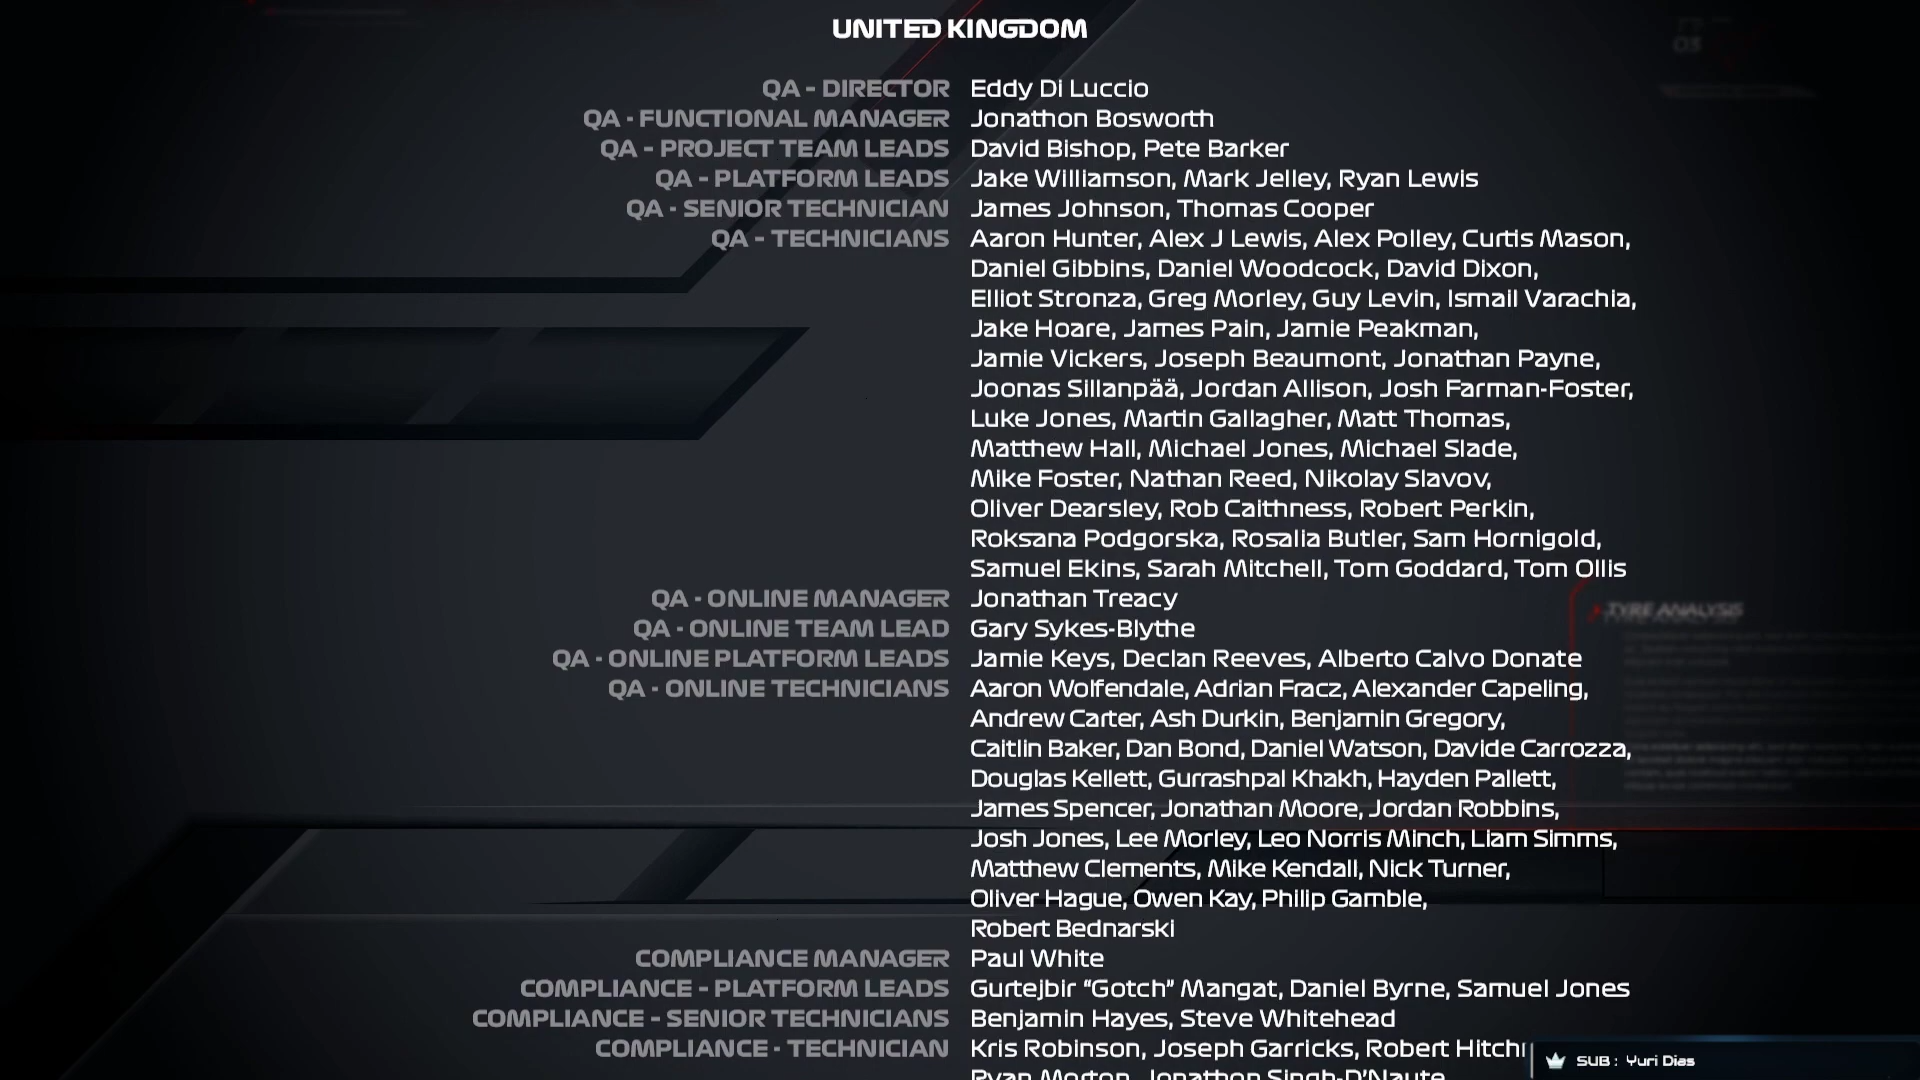 UNITED KINGDOM
03
QA - DIRECTOR Eddy Di Luccio
QA - FUNCTIONAL MANAGER Jonathon Bosworth
QA - PROJECT TEAM LEADS David Bishop, Pete Barker
QA - PLATFORM LEADS Jake Williamson, Mark Jelley, Ryan Lewis
QA - SENIOR TECHNICIAN James Johnson, Thomas Cooper
QA - TECHNICIANS Aaron Hunter, Alex J Lewis, Alex Polley, Curtis Mason,
Daniel Gibbins, Daniel Woodcock, David Dixon,
Elliot Stronza, Greg Morley, Guy Levin, Ismail Varachia,
Jake Hoare, James Pain, Jamie Peakman,
Jamie Vickers, Joseph Beaumont, Jonathan Payne,
Joonas Sillanpää, Jordan Allison, Josh Farman-Foster,
Luke Jones, Martin Gallagher, Matt Thomas,
Matthew Hall, Michael Jones, Michael Slade,
Mike Foster, Nathan Reed, Nikolay Slavov,
Oliver Dearsley, Rob Caithness, Robert Perkin,
Roksana Podgorska, Rosalia Butler, Sam Hornigold,
Samuel Ekins, Sarah Mitchell, Tom Goddard, Tom Ollis
QA - ONLINE MANAGER Jonathan Treacy
TYRE ANALYSIS
QA - ONLINE TEAM LEAD Gary Sykes-Blythe
QA - ONLINE PLATFORM LEADS Jamie Keys, Declan Reeves, Alberto Calvo Donate
QA - ONLINE TECHNICIANS Aaron Wolfendale, Adrian Fracz, Alexander Capeling,
Andrew Carter, Ash Durkin, Benjamin Gregory,
Caitlin Baker, Dan Bond, Daniel Watson, Davide Carrozza,
Douglas Kellett, Gurrashpal Khakh, Hayden Pallett,
James Spencer, Jonathan Moore, Jordan Robbins,
Josh Jones, Lee Morley, Leo Norris Minch, Liam Simms,
Matthew Clements, Mike Kendall, Nick Turner,
Oliver Hague, Owen Kay, Philip Gamble,
Robert Bednarski
COMPLIANCE MANAGER Paul White
COMPLIANCE - PLATFORM LEADS Gurtejbir “Gotch” Mangat, Daniel Byrne, Samuel Jones
COMPLIANCE - SENIOR TECHNICIANS Benjamin Hayes, Steve Whitehead
COMPLIANCE - TECHNICIAN Kris Robinson, Joseph Garricks, Robert
SUB : Yuri Dias
Ryan Morton, Jonathon Singh-D'Naute